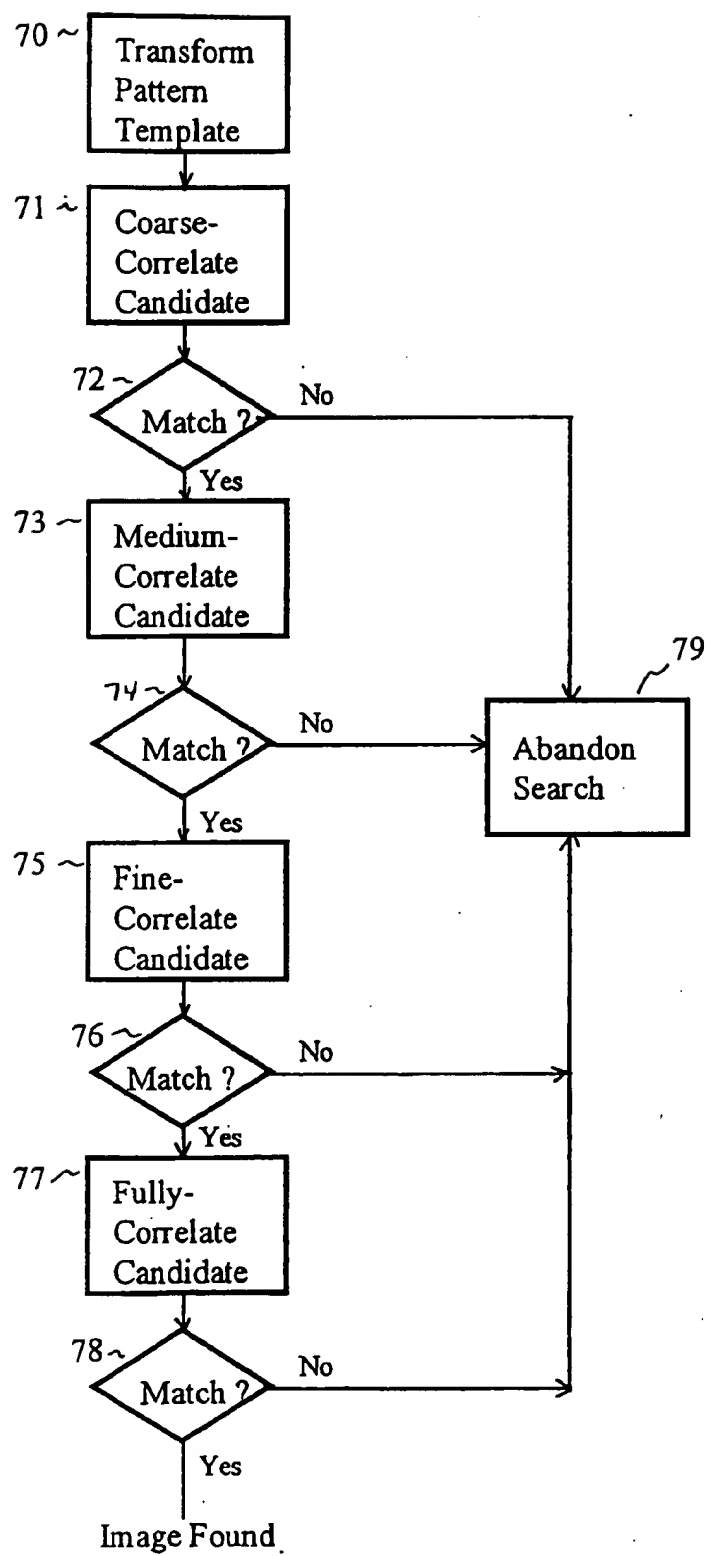 70
Transform
Pattern
Template
71
Coarse-
Correlate
Candidate
72
Match ?
No
Yes
73
Medium-
Correlate
Candidate
79
74
Match ?
No
Abandon
Search
Yes
75
Fine-
Correlate
Candidate
76
Match ?
No
Yes
77
Fully-
Correlate
Candidate
78
Match ?
No
Yes
Image Found